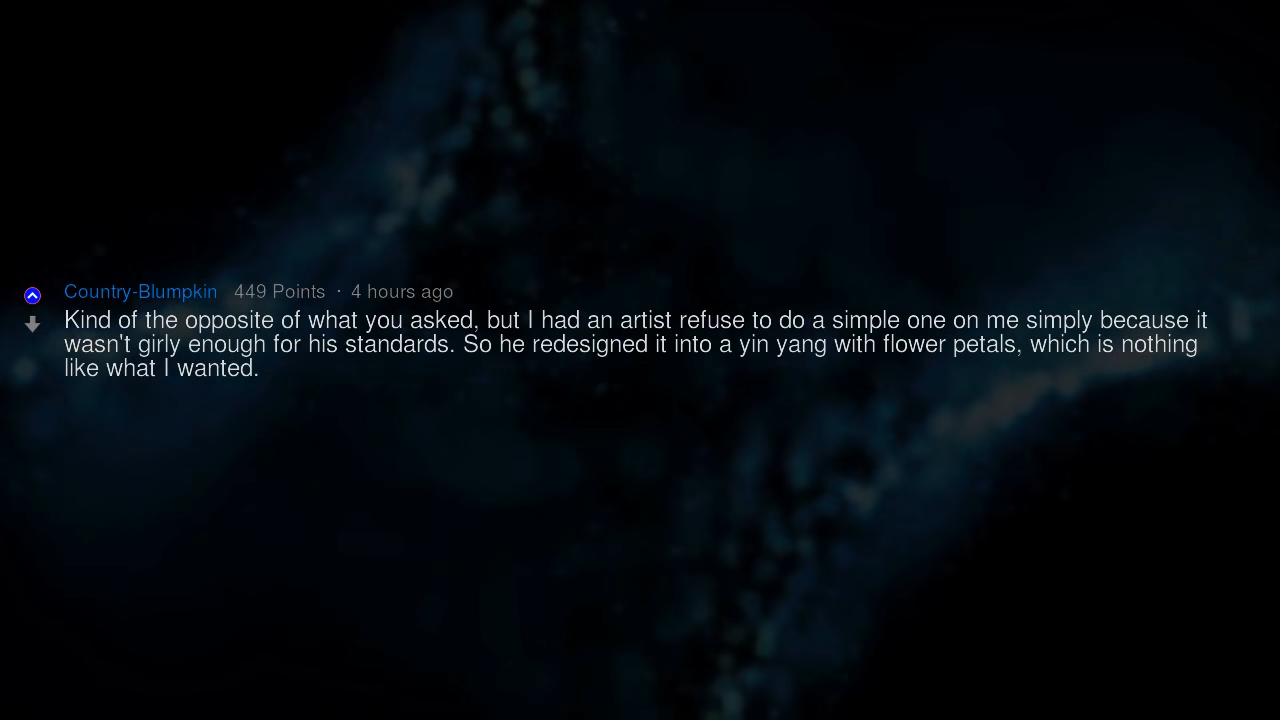 Country-Blumpkin 449 Points · 4 hours ago
Kind of the opposite of what you asked, but I had an artist refuse to do a simple one on me simply because it
wasn't girly enough for his standards. So he redesigned it into a yin yang with flower petals, which is nothing
like what I wanted.